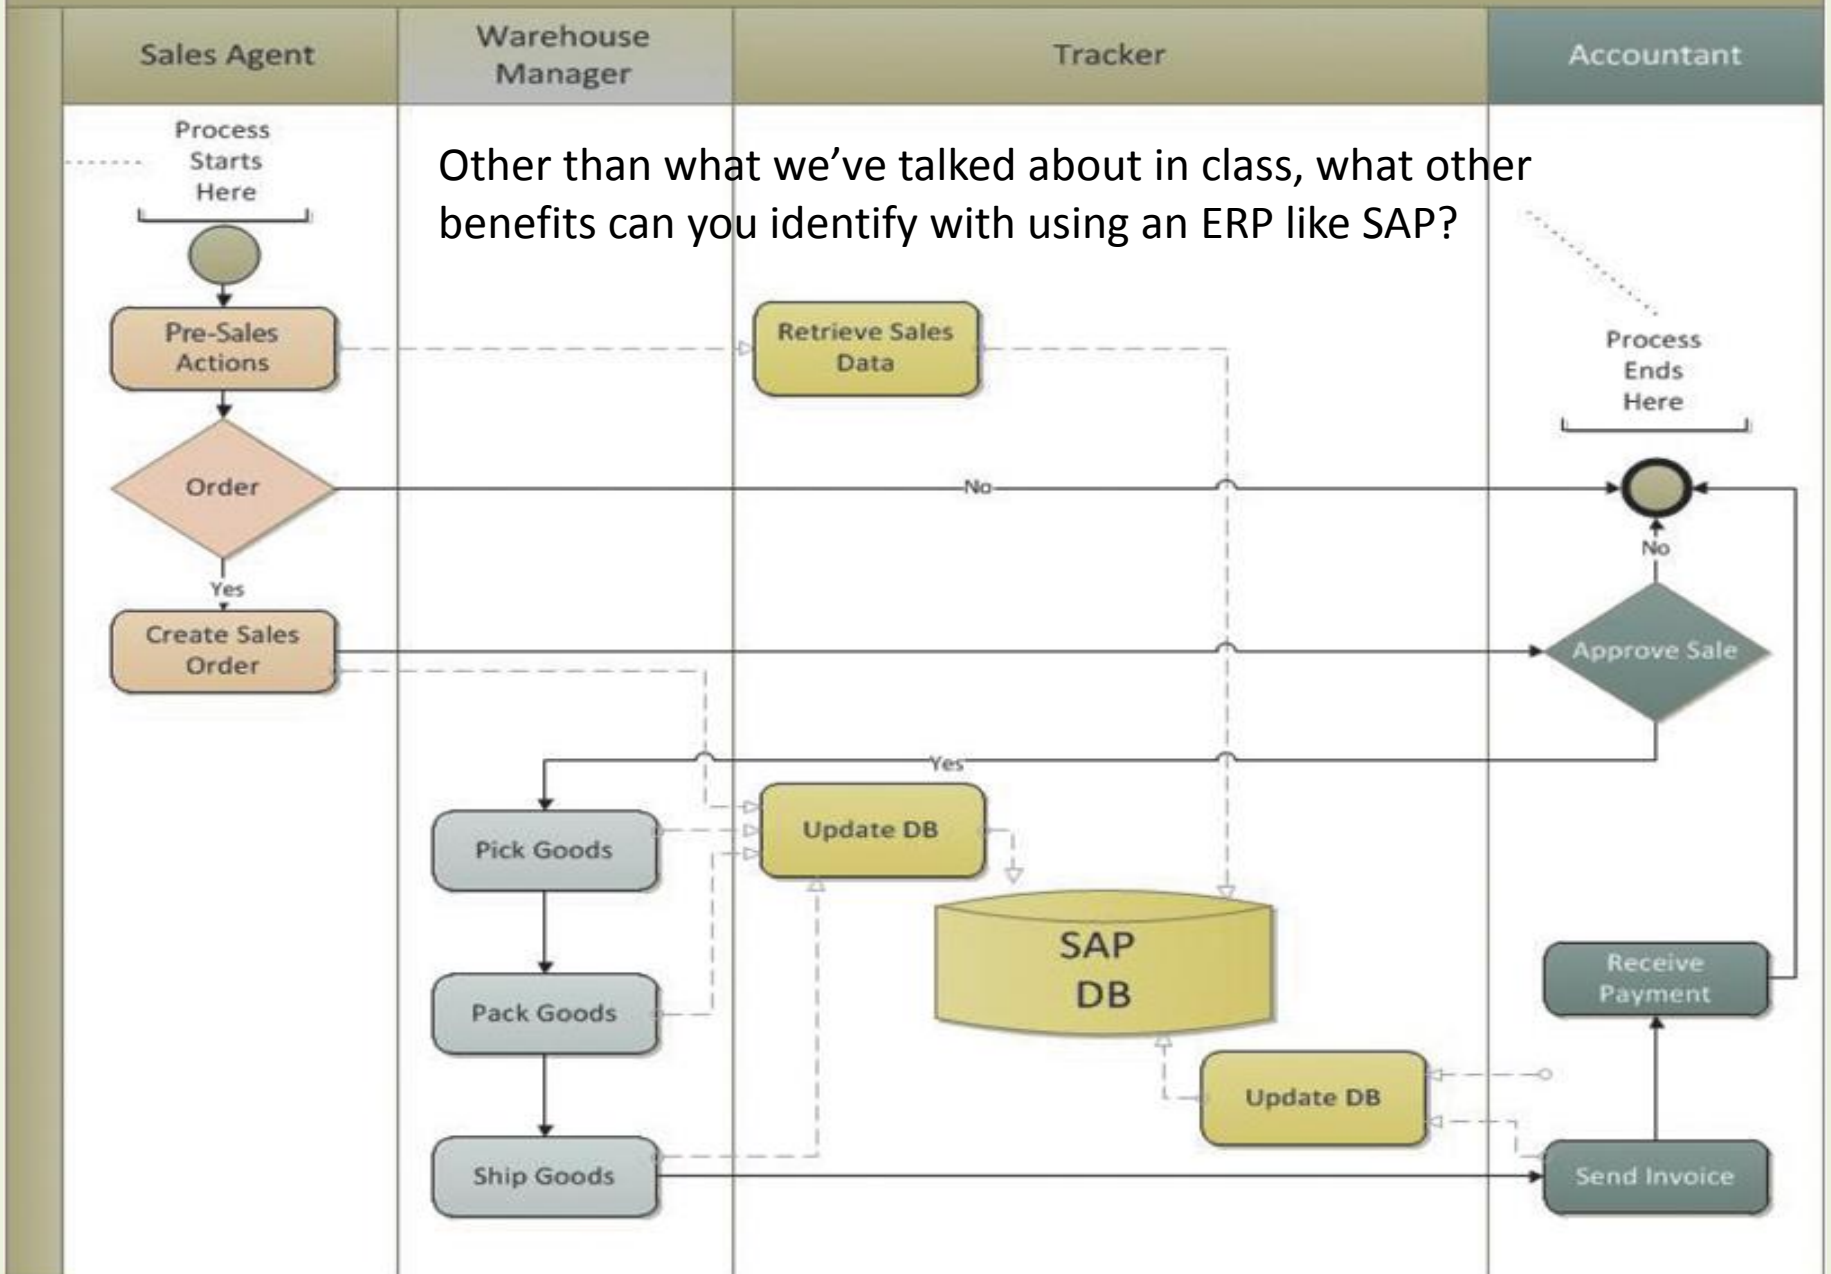 Sales Agent
Warehouse
Manager
Tracker
Accountant
Process
Starts
Here
Other than what we’ve talked about in class, what other
benefits can you identify with using an ERP like SAP?
Pre-Sales
Actions
Retrieve Sales
Data
Process
Ends
Here
Order
No
No
Yes
Create Sales
Order
Approve Sale
Yes
Pick Goods
Update DB
SAP
DB
Receive
Payment
Pack Goods
Update DB
Ship Goods
Send Invoice